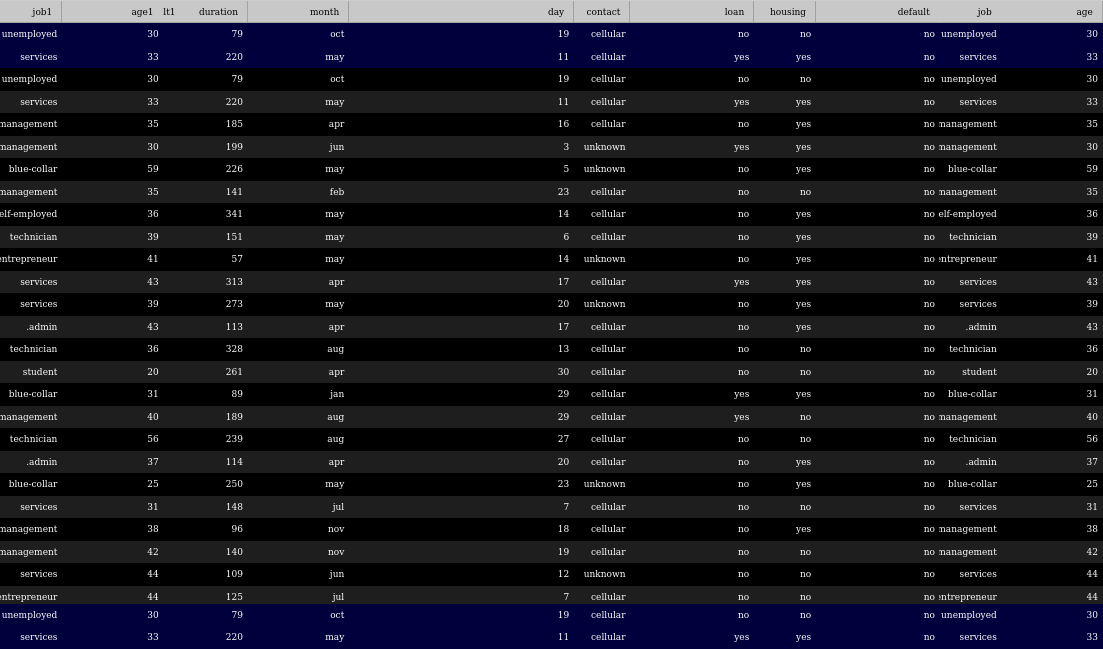 job1 age1 lt1 duration month day contact loan housing default job age
unemployed 30 79 oct 19 cellular no no no unemployed 30
services 33 220 may 11 cellular yes yes no services 33
unemployed 30 79 oct 19 cellular no no no unemployed 30
services 33 220 may 11 cellular yes yes no services 33
management 35 185 apr 16 cellular no yes no management 35
management 30 199 jun 3 unknown yes yes no management 30
blue-collar 59 226 may 5 unknown no yes no blue-collar 59
management 35 141 feb 23 cellular no no no management 35
elf-employed 36 341 may 14 cellular no yes no elf-employed 36
technician 39 151 may 6 cellular no yes no technician 39
entrepreneur 41 57 may 14 unknown no yes no entrepreneur 41
services 43 313 apr 17 cellular yes yes no services 43
services 39 273 may 20 unknown no yes no services 39
.admin 43 113 apr 17 cellular no yes no .admin 43
technician 36 328 aug 13 cellular no no no technician 36
student 20 261 apr 30 cellular no no no student 20
blue-collar 31 89 jan 29 cellular yes yes no blue-collar 31
management 40 189 aug 29 cellular yes no no management 40
technician 56 239 aug 27 cellular no no no technician 56
.admin 37 114 apr 20 cellular no yes no .admin 37
blue-collar 25 250 may 23 unknown no yes no blue-collar 25
services 31 148 jul 7 cellular no no no services 31
management 38 96 nov 18 cellular no yes no management 38
management 42 140 nov 19 cellular no no no management 42
services 44 109 jun 12 unknown no no no services 44
entrepreneur 44 125 jul 7 cellular no no no entrepreneur 44
unemployed 30 79 oct 19 cellular no no no unemployed 30
services 33 220 may 11 cellular yes yes no services 33